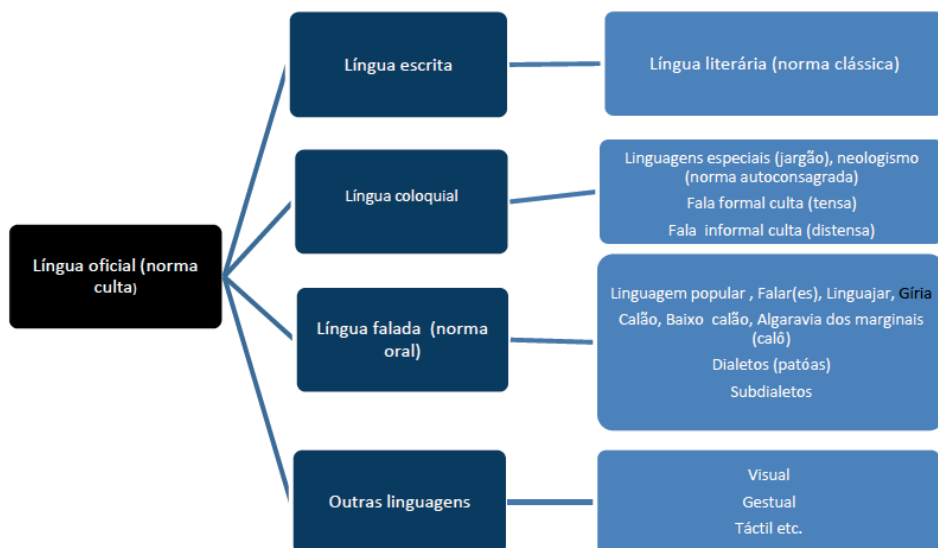 Língua oficial (norma
culta)
Língua escrita
Língua literária (norma clássica)
Língua coloquial
Linguagens especiais (jargão), neologismo
(norma autoconsagrada)
Fala formal culta (tensa)
Fala informal culta (distensa)
Língua falada (norma
oral)
Linguagem popular , Falar(es), Linguajar, Gíria
Calão, Baixo calão, Algaravia dos marginais
(calô)
Dialetos (patóas)
Subdialetos
Outras linguagens
Visual
Gestual
Táctil etc.